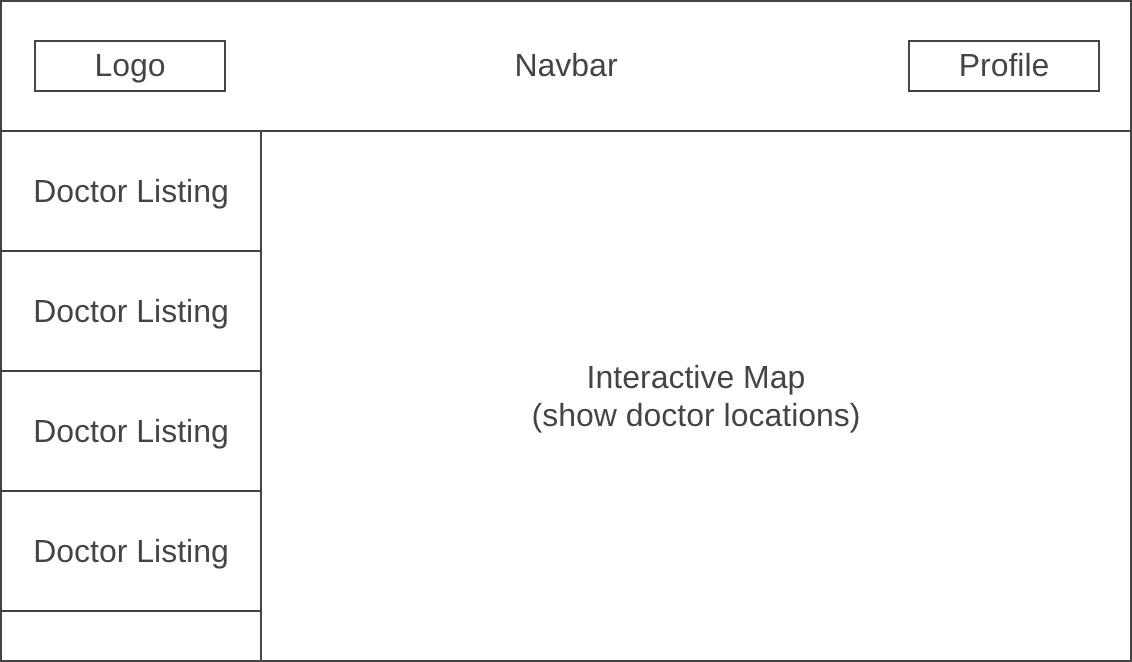 Logo
Navbar
Profile
Doctor Listing
Doctor Listing
Doctor Listing
Doctor Listing
Interactive Map
(show doctor locations)